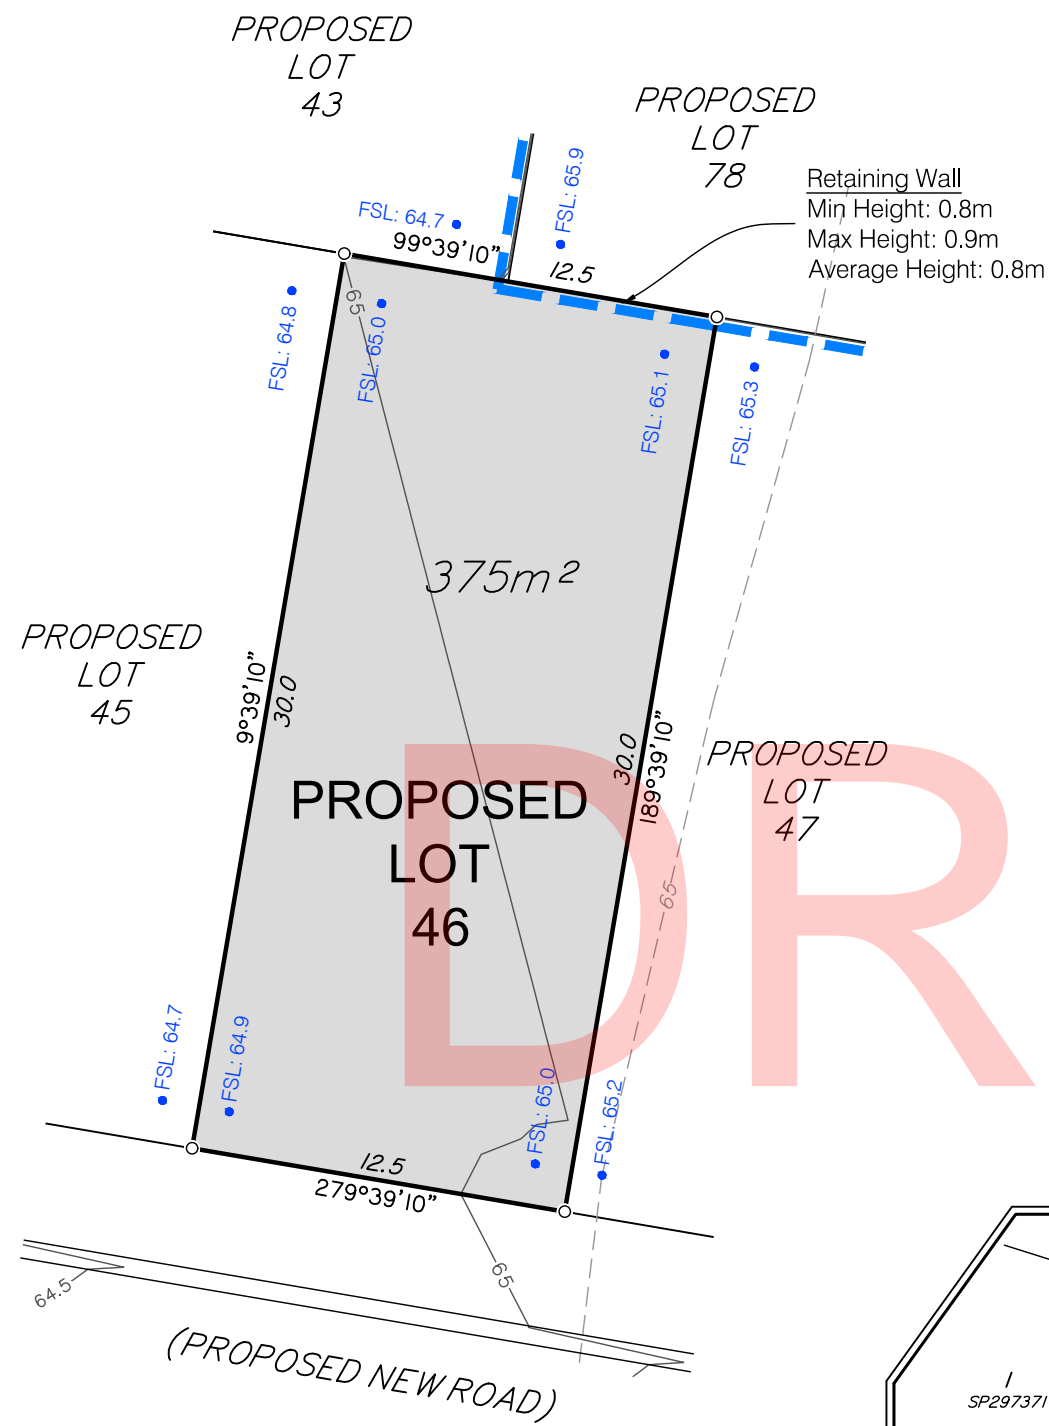 PROPOSED
LOT
43
PROPOSED
LOT
78
Retaining Wall
Min Height: 0.8m
Max Height: 0.9m
Average Height: 0.8m
FSL: 65.9
FSL: 64.7
99°39'10"
12.5
FSL: 64.8
65
FSL: 65.0
FSL: 65.1
FSL: 65.3
375m²
PROPOSED
LOT
45
9°39'10"
30.0
30.0
189°39'10"
PROPOSED
LOT
47
PROPOSED
LOT
46
65
DR
FSL: 64.7
FSL: 64.9
FSL: 65.0
FSL: 65.2
12.5
279°39'10"
65
64.5
(PROPOSED NEW ROAD)
1
SP297371